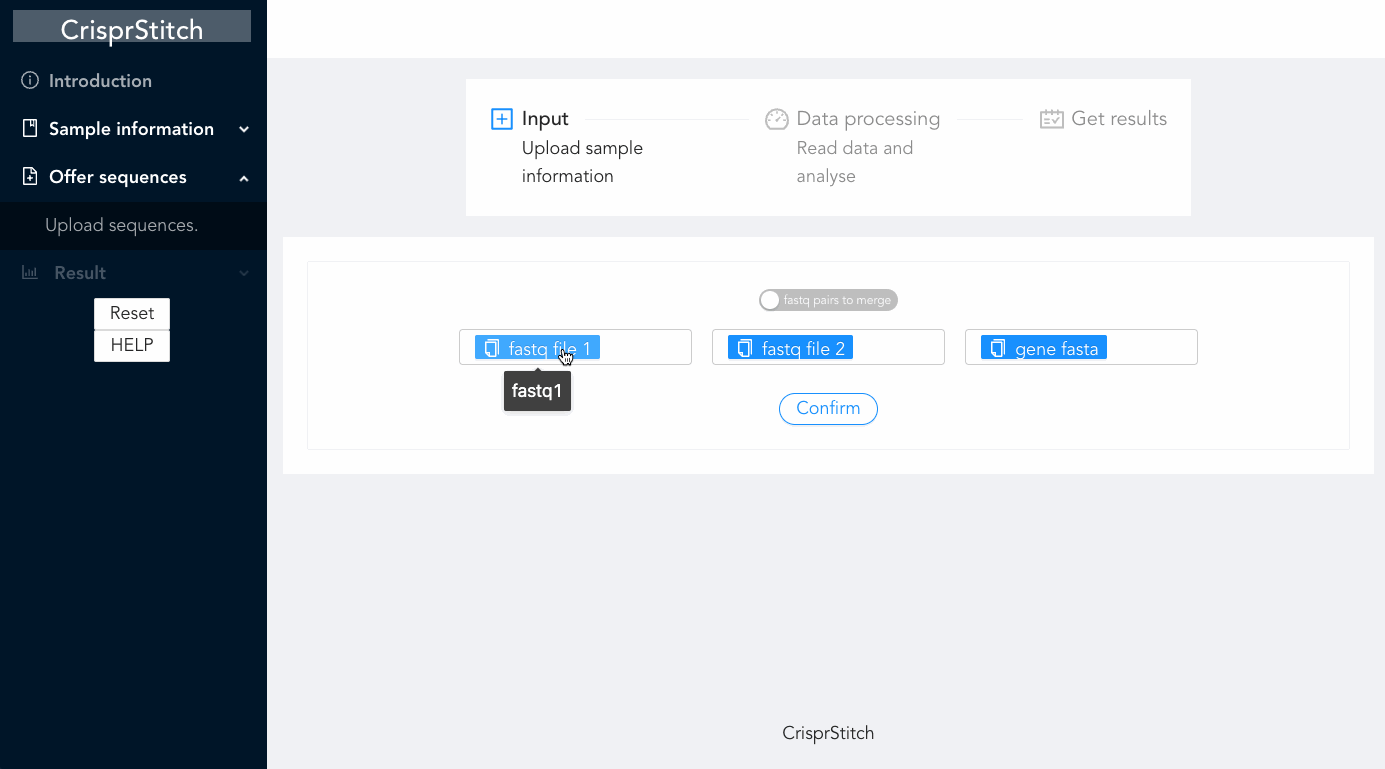 CrisprStitch
Introduction
Sample information
Offer sequences
Upload sequences.
Result
Reset
HELP
Input
Upload sample
information
Data processing
Read data and
analyse
Get results
fastq pairs to merge
fastq file 1
fastq file 2
gene fasta
fastq1
Confirm
CrisprStitch